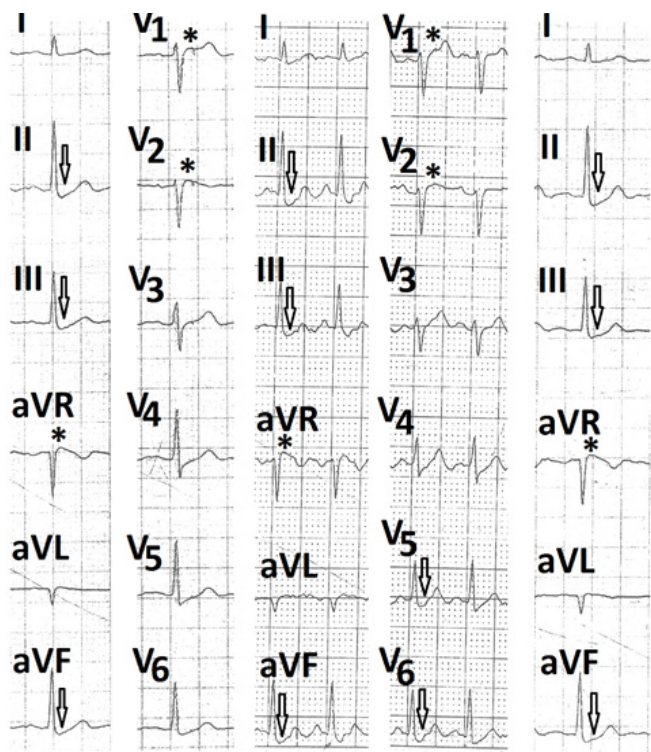 I V1 * I V1 * I
II V2 * II V2 * II
III V3 III V3 III
aVR * V4 aVR * V4 aVR *
aVL V5 aVL V5 aVL
aVF V6 aVF V6 aVF